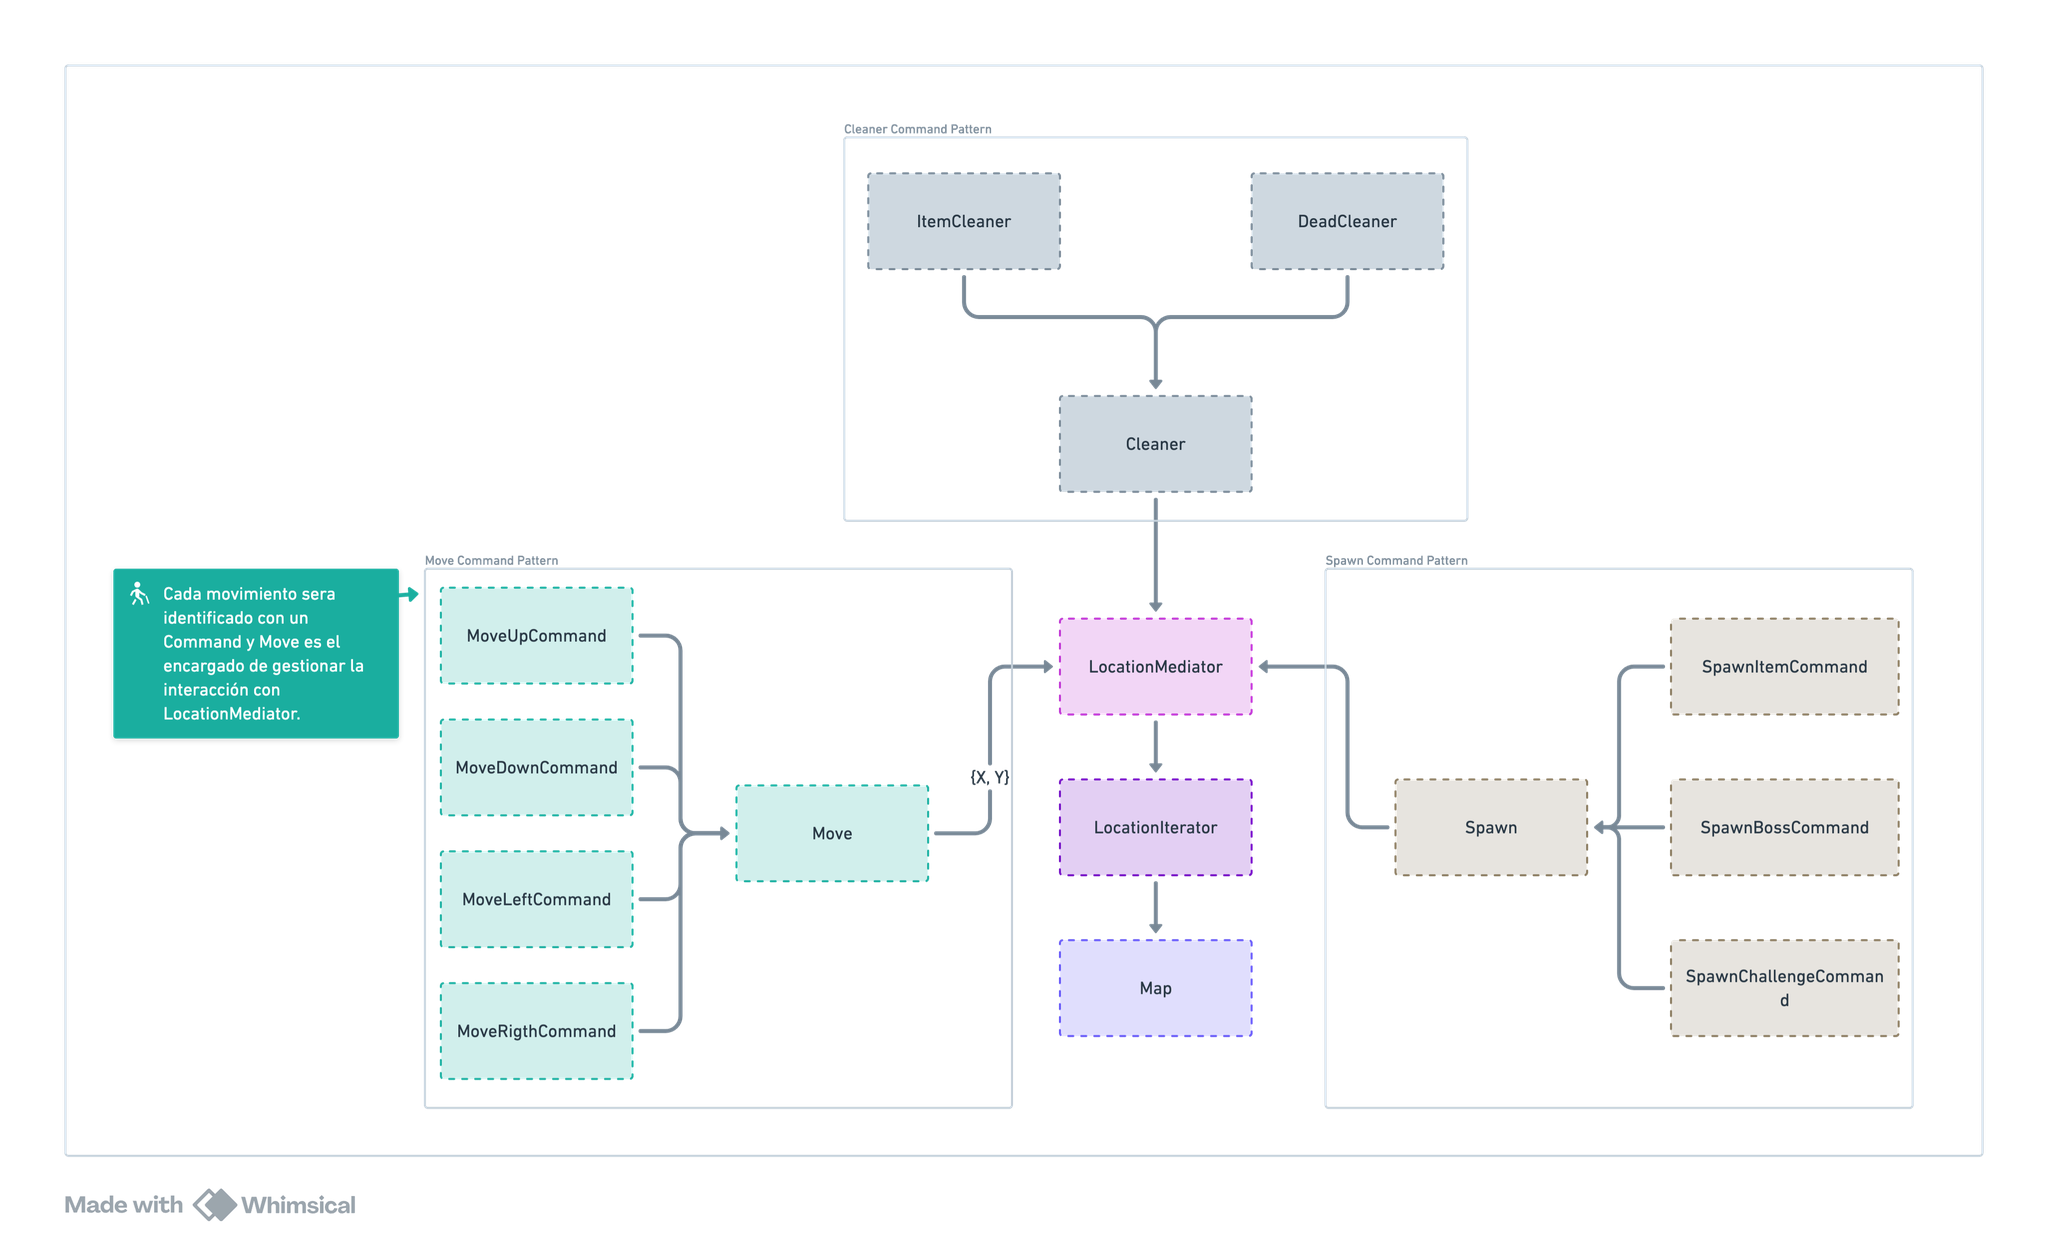 Cleaner Command Pattern
ItemCleaner
DeadCleaner
Cleaner
Move Command Pattern
Spawn Command Pattern
Cada movimiento sera
identificado con un
Command y Move es el
encargado de gestionar la
interacción con
LocationMediator.
MoveUpCommand
MoveDownCommand
MoveLeftCommand
MoveRigthCommand
Move
{X, Y}
LocationMediator
LocationIterator
Map
Spawn
SpawnItemCommand
SpawnBossCommand
SpawnChallengeComman
d
Made with Whimsical